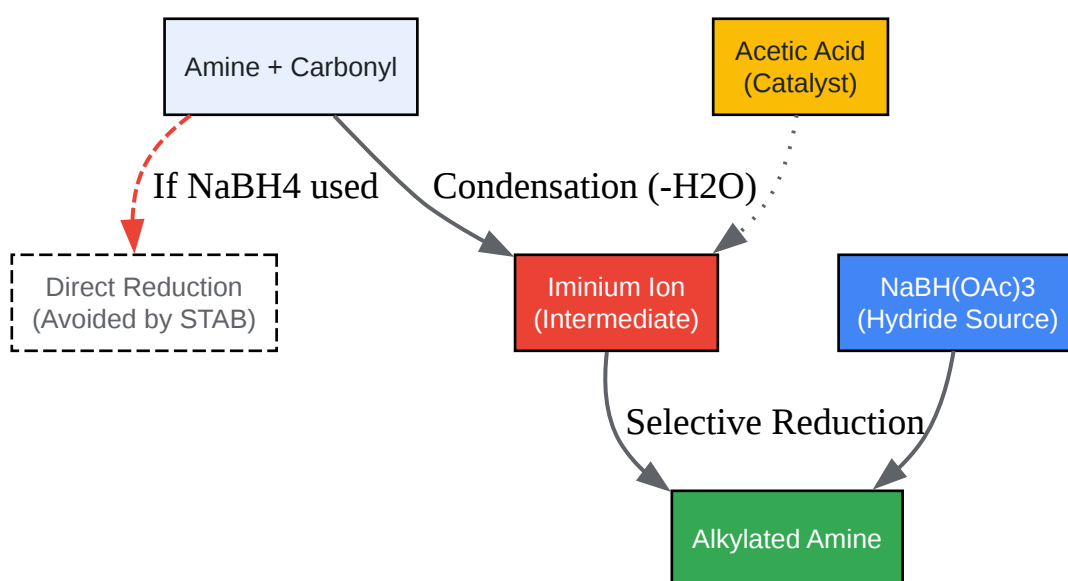 Amine + Carbonyl
Acetic Acid
(Catalyst)
If NaBH4 used
Condensation (-H2O)
Direct Reduction
(Avoided by STAB)
Iminium Ion
(Intermediate)
NaBH(OAc)3
(Hydride Source)
Selective Reduction
Alkylated Amine